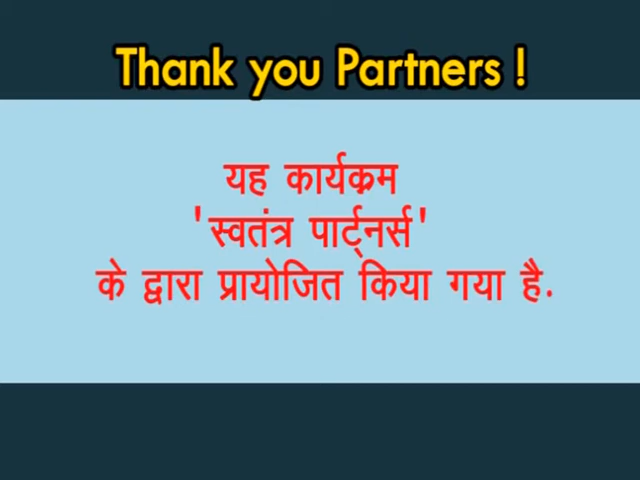 Thank you Partners !
यह कार्यक्रम
'स्वतंत्र पार्ट्नर्स'
के द्वारा प्रायोजित किया गया है.